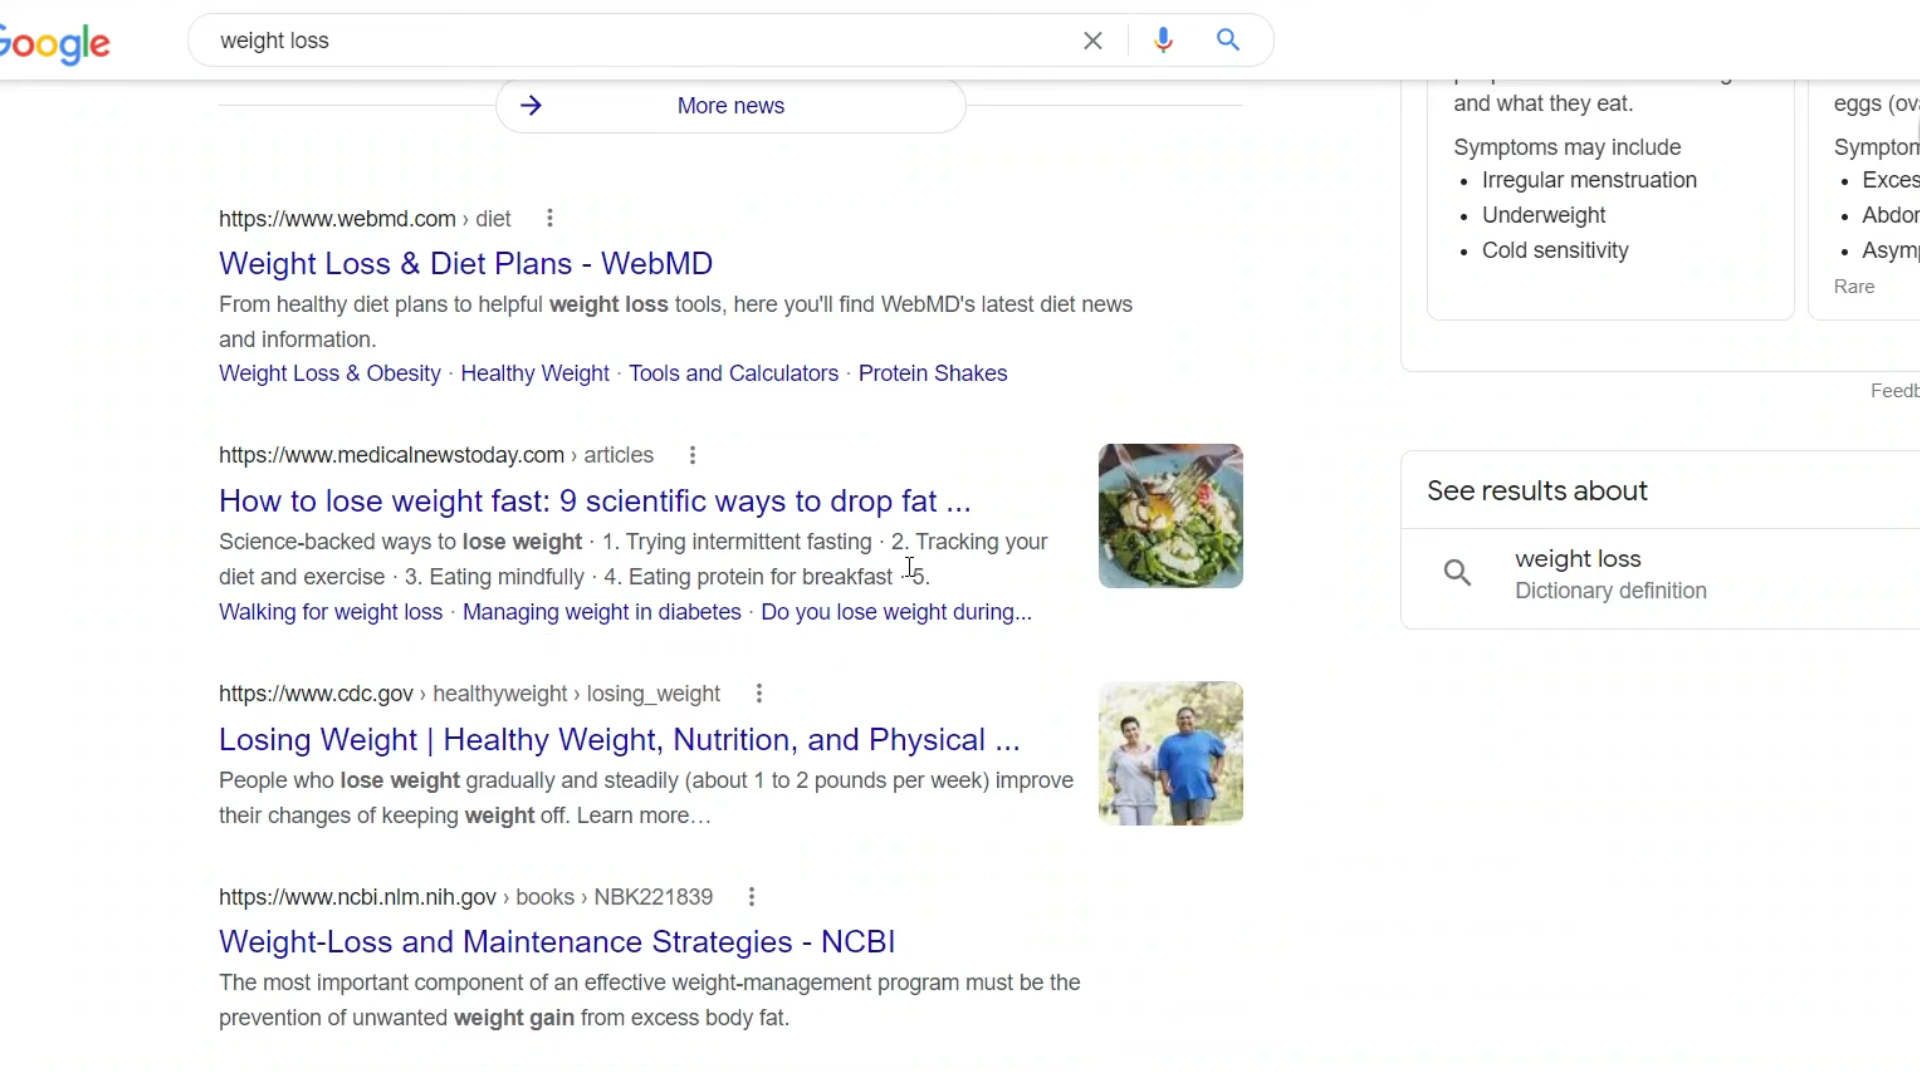 Google
weight loss
More news
https://www.webmd.com › diet
Weight Loss & Diet Plans - WebMD
From healthy diet plans to helpful weight loss tools, here you'll find WebMD's latest diet news
and information.
Weight Loss & Obesity · Healthy Weight · Tools and Calculators · Protein Shakes
https://www.medicalnewstoday.com › articles
How to lose weight fast: 9 scientific ways to drop fat ...
Science-backed ways to lose weight · 1. Trying intermittent fasting · 2. Tracking your
diet and exercise · 3. Eating mindfully · 4. Eating protein for breakfast · 5.
Walking for weight loss · Managing weight in diabetes · Do you lose weight during...
https://www.cdc.gov › healthyweight › losing_weight
Losing Weight | Healthy Weight, Nutrition, and Physical ...
People who lose weight gradually and steadily (about 1 to 2 pounds per week) improve
their changes of keeping weight off. Learn more…
https://www.ncbi.nlm.nih.gov › books › NBK221839
Weight-Loss and Maintenance Strategies - NCBI
The most important component of an effective weight-management program must be the
prevention of unwanted weight gain from excess body fat.
and what they eat.
Symptoms may include
• Irregular menstruation
• Underweight
• Cold sensitivity
eggs (ov
Symptom
• Exces
• Abdor
• Asymp
Rare
Feedb
See results about
weight loss
Dictionary definition